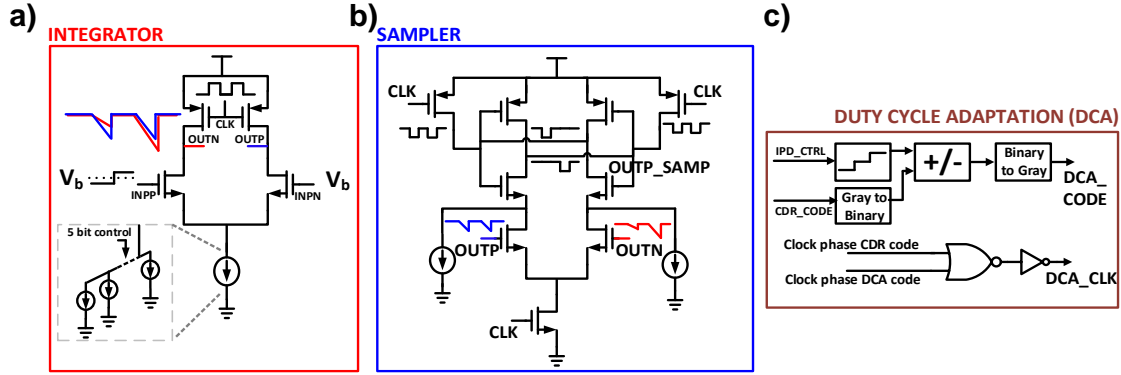 a)
INTEGRATOR
CLK
OUTN
OUTP
Vb
INPP
INPN
Vb
5 bit control
b)
SAMPLER
CLK
CLK
OUTP_SAMP
OUTP
OUTN
CLK
c)
DUTY CYCLE ADAPTATION (DCA)
IPD_CTRL
+/-
Binary
to Gray
DCA_
CODE
CDR_CODE
Gray to
Binary
Clock phase CDR code
Clock phase DCA code
DCA_CLK